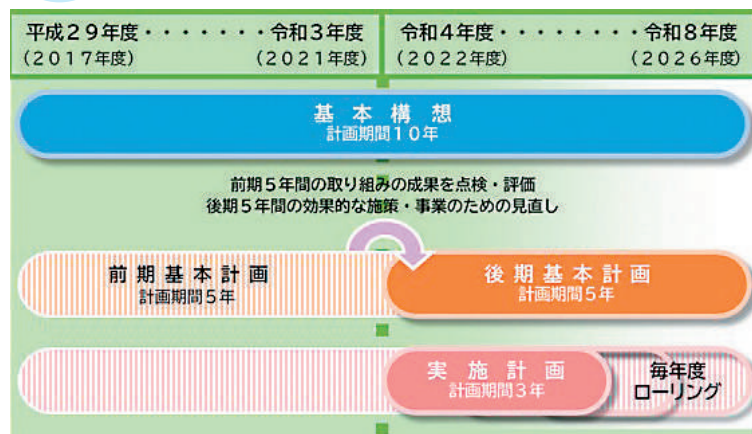 平成２９年度・・・・・・・令和３年度
（２０１７年度）　（２０２１年度）
令和４年度・・・・・・・・令和８年度
（２０２２年度）　（２０２６年度）
基本構想
計画期間１０年
前期５年間の取り組みの成果を点検・評価
後期５年間の効果的な施策・事業のための見直し
前期基本計画
計画期間５年
後期基本計画
計画期間５年
実施計画
計画期間３年
毎年度
ローリング